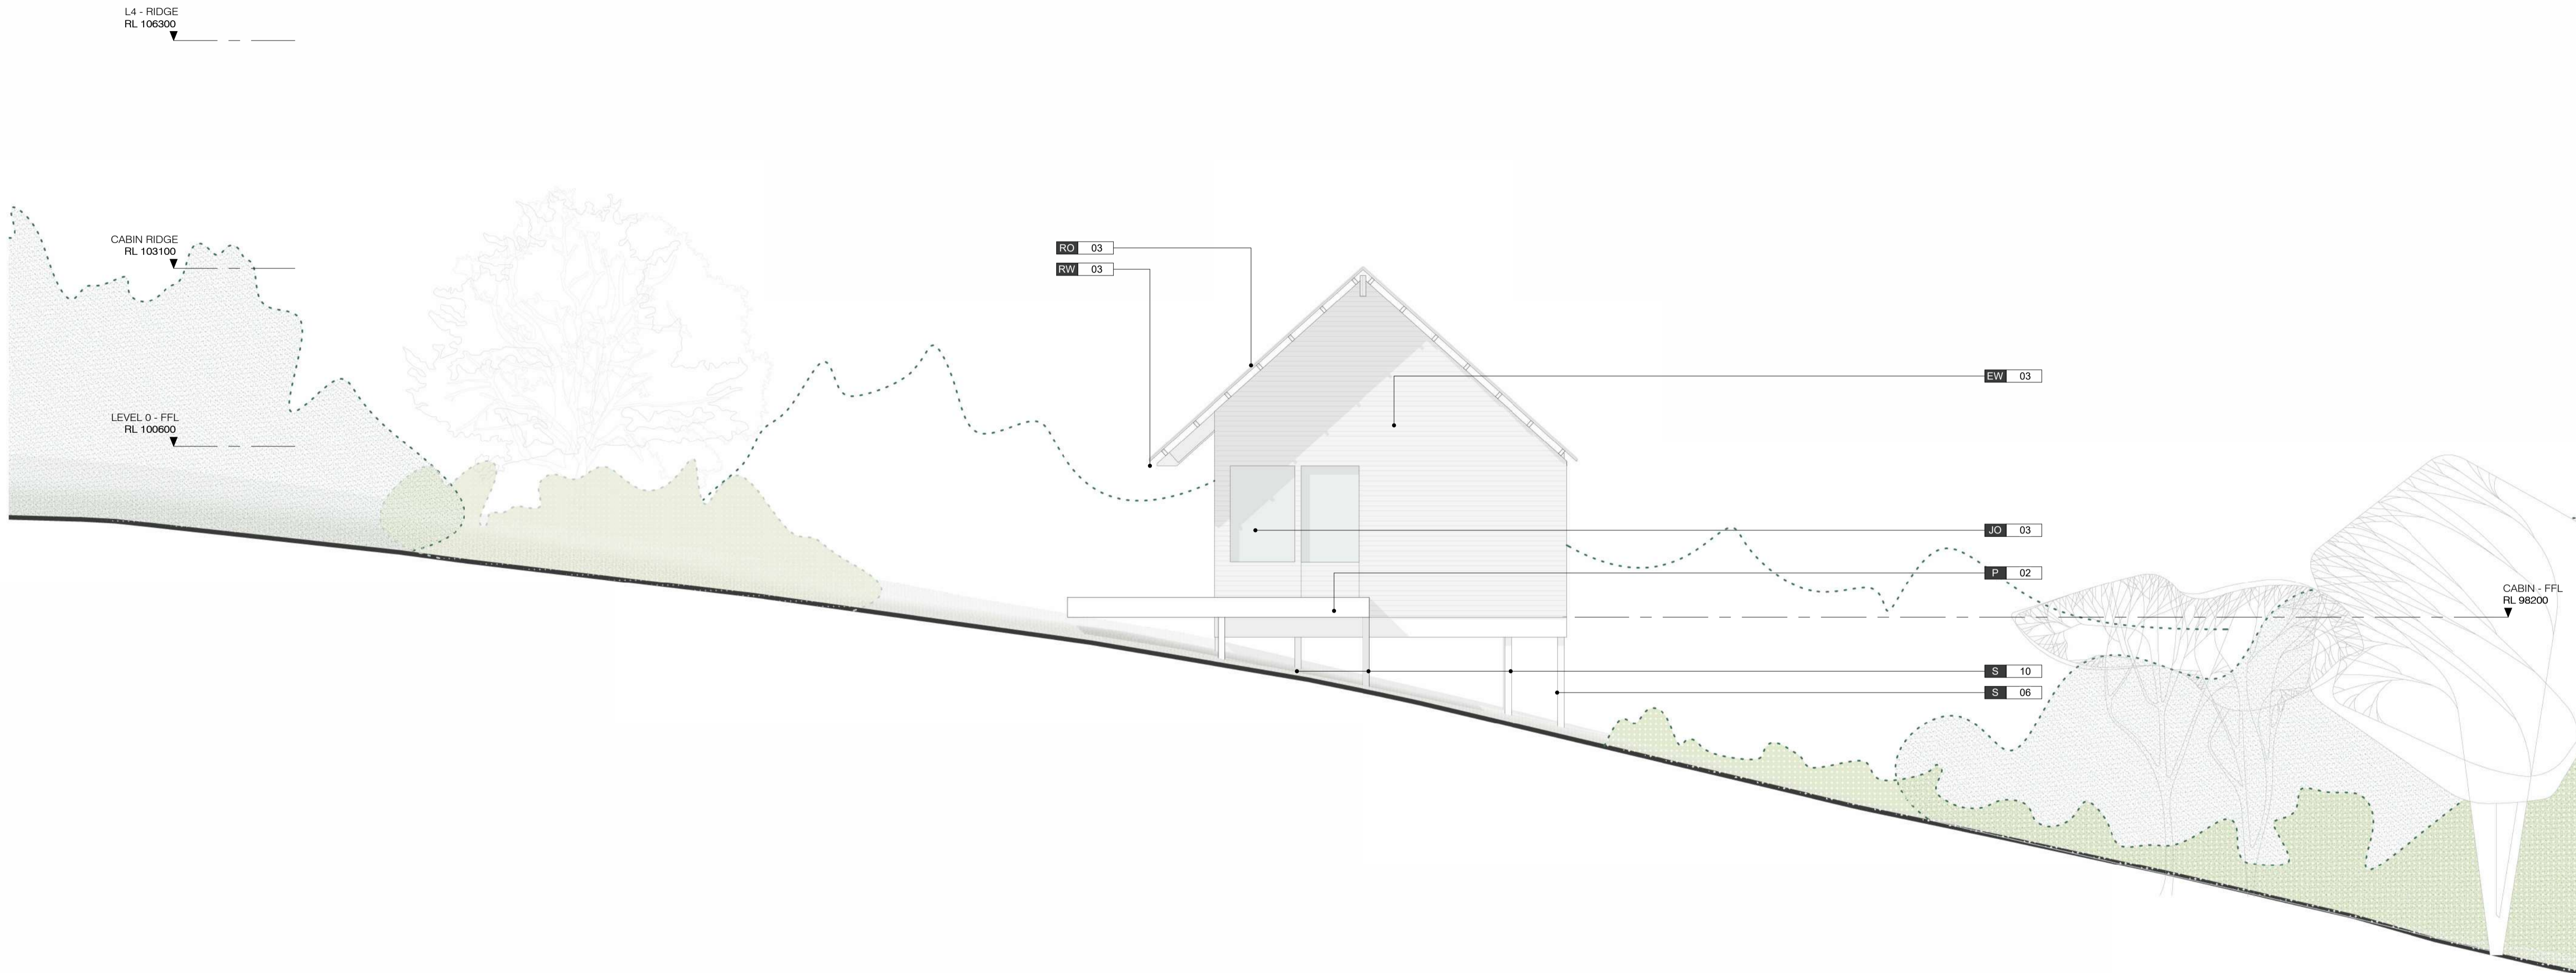 L4 - RIDGE
RL 106300
CABIN RIDGE
RL 103100
RO 03
RW 03
EW 03
LEVEL 0 - FFL
RL 100600
JO 03
P 02
CABIN - FFL
RL 98200
S 10
S 06